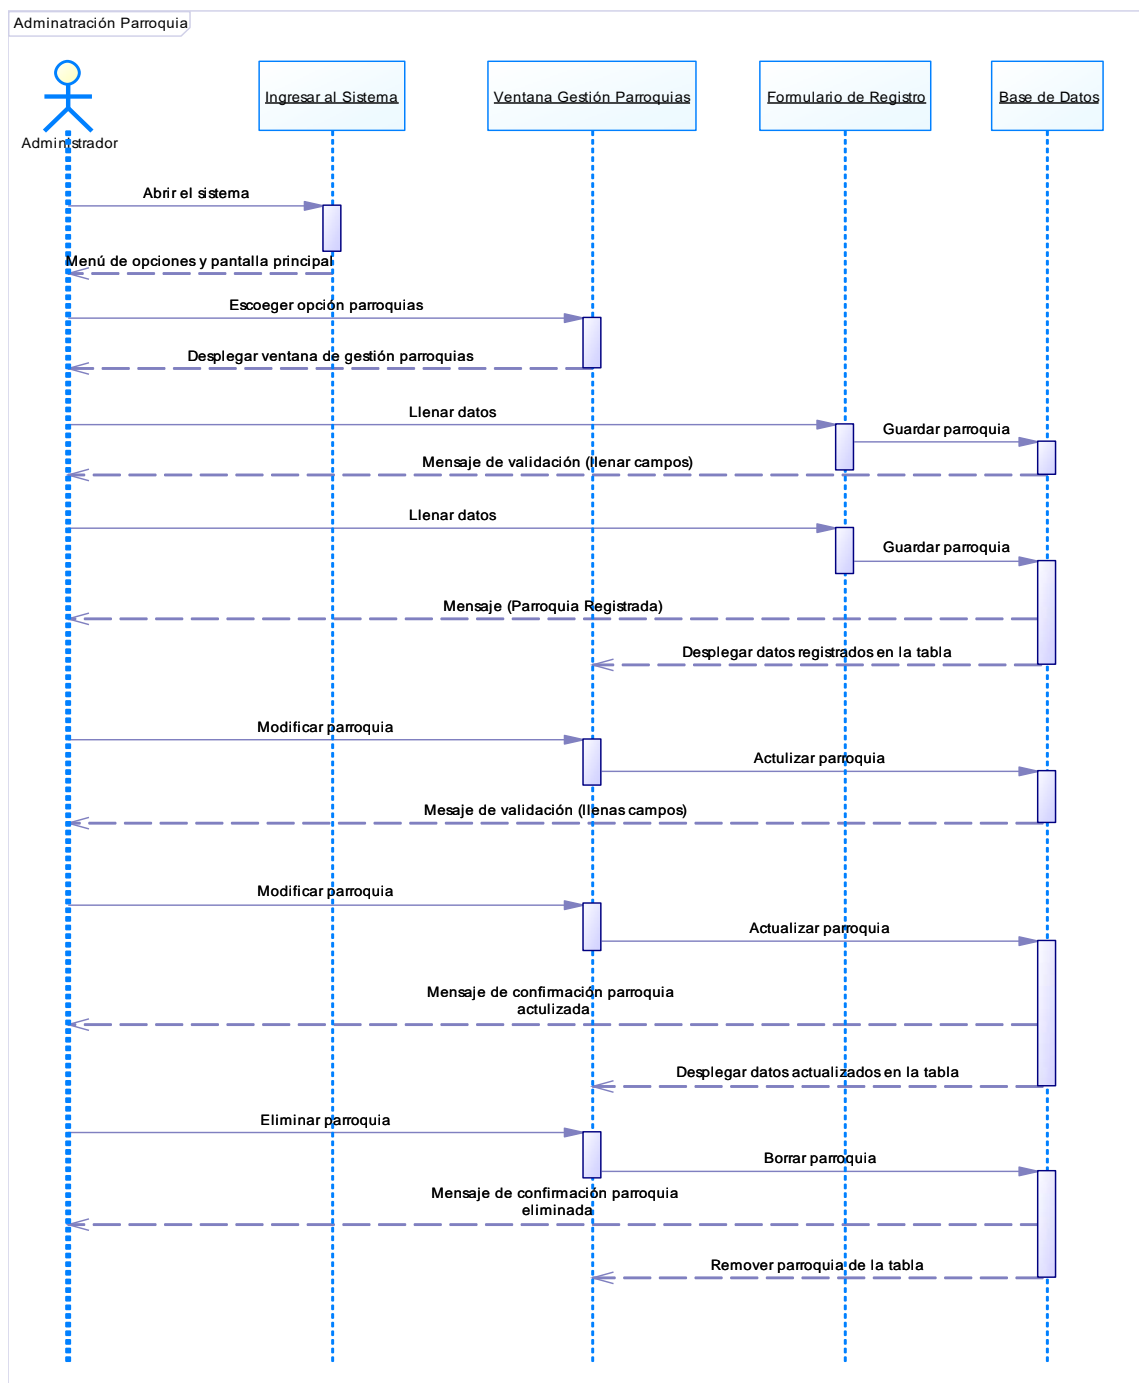 Adminatración Parroquia
Administrador
Ingresar al Sistema
Ventana Gestión Parroquias
Formulario de Registro
Base de Datos
Abrir el sistema
Menú de opciones y pantalla principal
Escoeger opción parroquias
Desplegar ventana de gestión parroquias
Llenar datos
Guardar parroquia
Mensaje de validación (llenar campos)
Llenar datos
Guardar parroquia
Mensaje (Parroquia Registrada)
Desplegar datos registrados en la tabla
Modificar parroquia
Actulizar parroquia
Mesaje de validación (llenas campos)
Modificar parroquia
Actualizar parroquia
Mensaje de confirmación parroquia
actulizada
Desplegar datos actualizados en la tabla
Eliminar parroquia
Borrar parroquia
Mensaje de confirmación parroquia
eliminada
Remover parroquia de la tabla